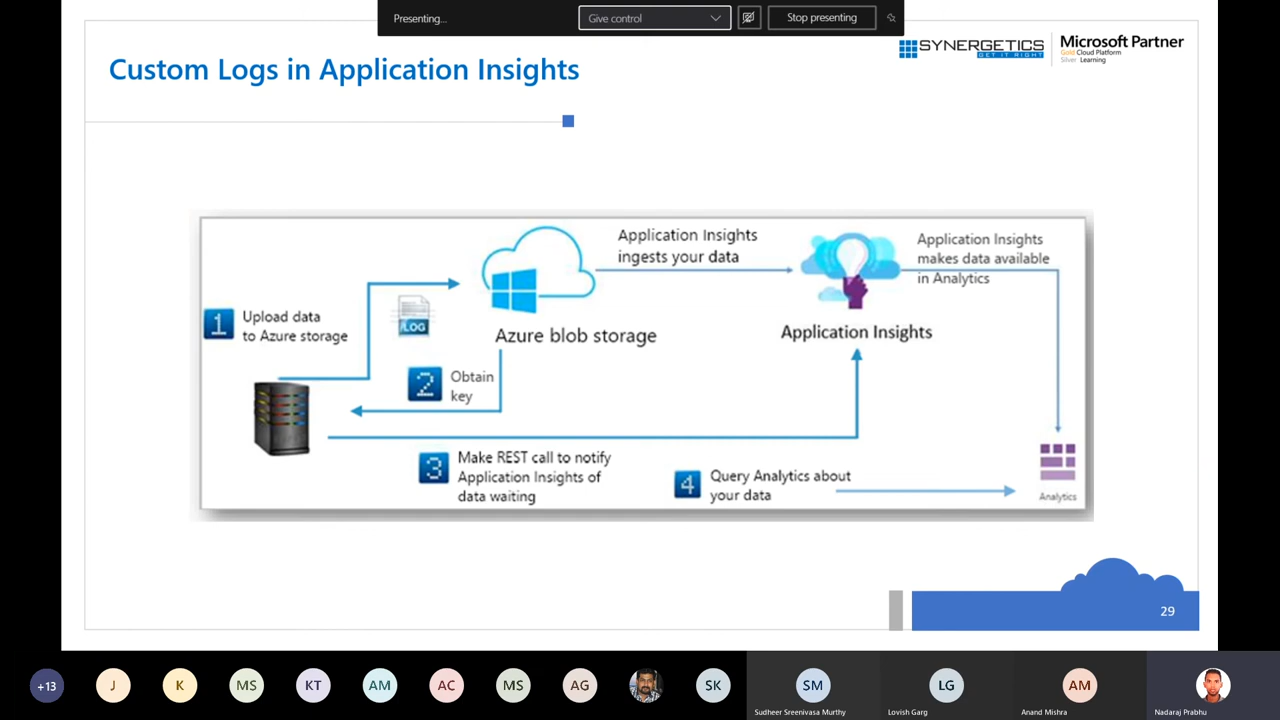 Presenting...
Give control
Stop presenting
Custom Logs in Application Insights
SYNERGETICS
GET IT RIGHT
Microsoft Partner
Gold Cloud Platform
Silver Learning
Application Insights
ingests your data
Application Insights
makes data available
in Analytics
1
Upload data
to Azure storage
LOG
Azure blob storage
Application Insights
2
Obtain
key
3
Make REST call to notify
Application Insights of
data waiting
4
Query Analytics about
your data
Analytics
29
+13
J
K
MS
KT
AM
AC
MS
AG
SK
SM
Sudheer Sreenivasa Murthy
LG
Lovish Garg
AM
Anand Mishra
Nadaraj Prabhu